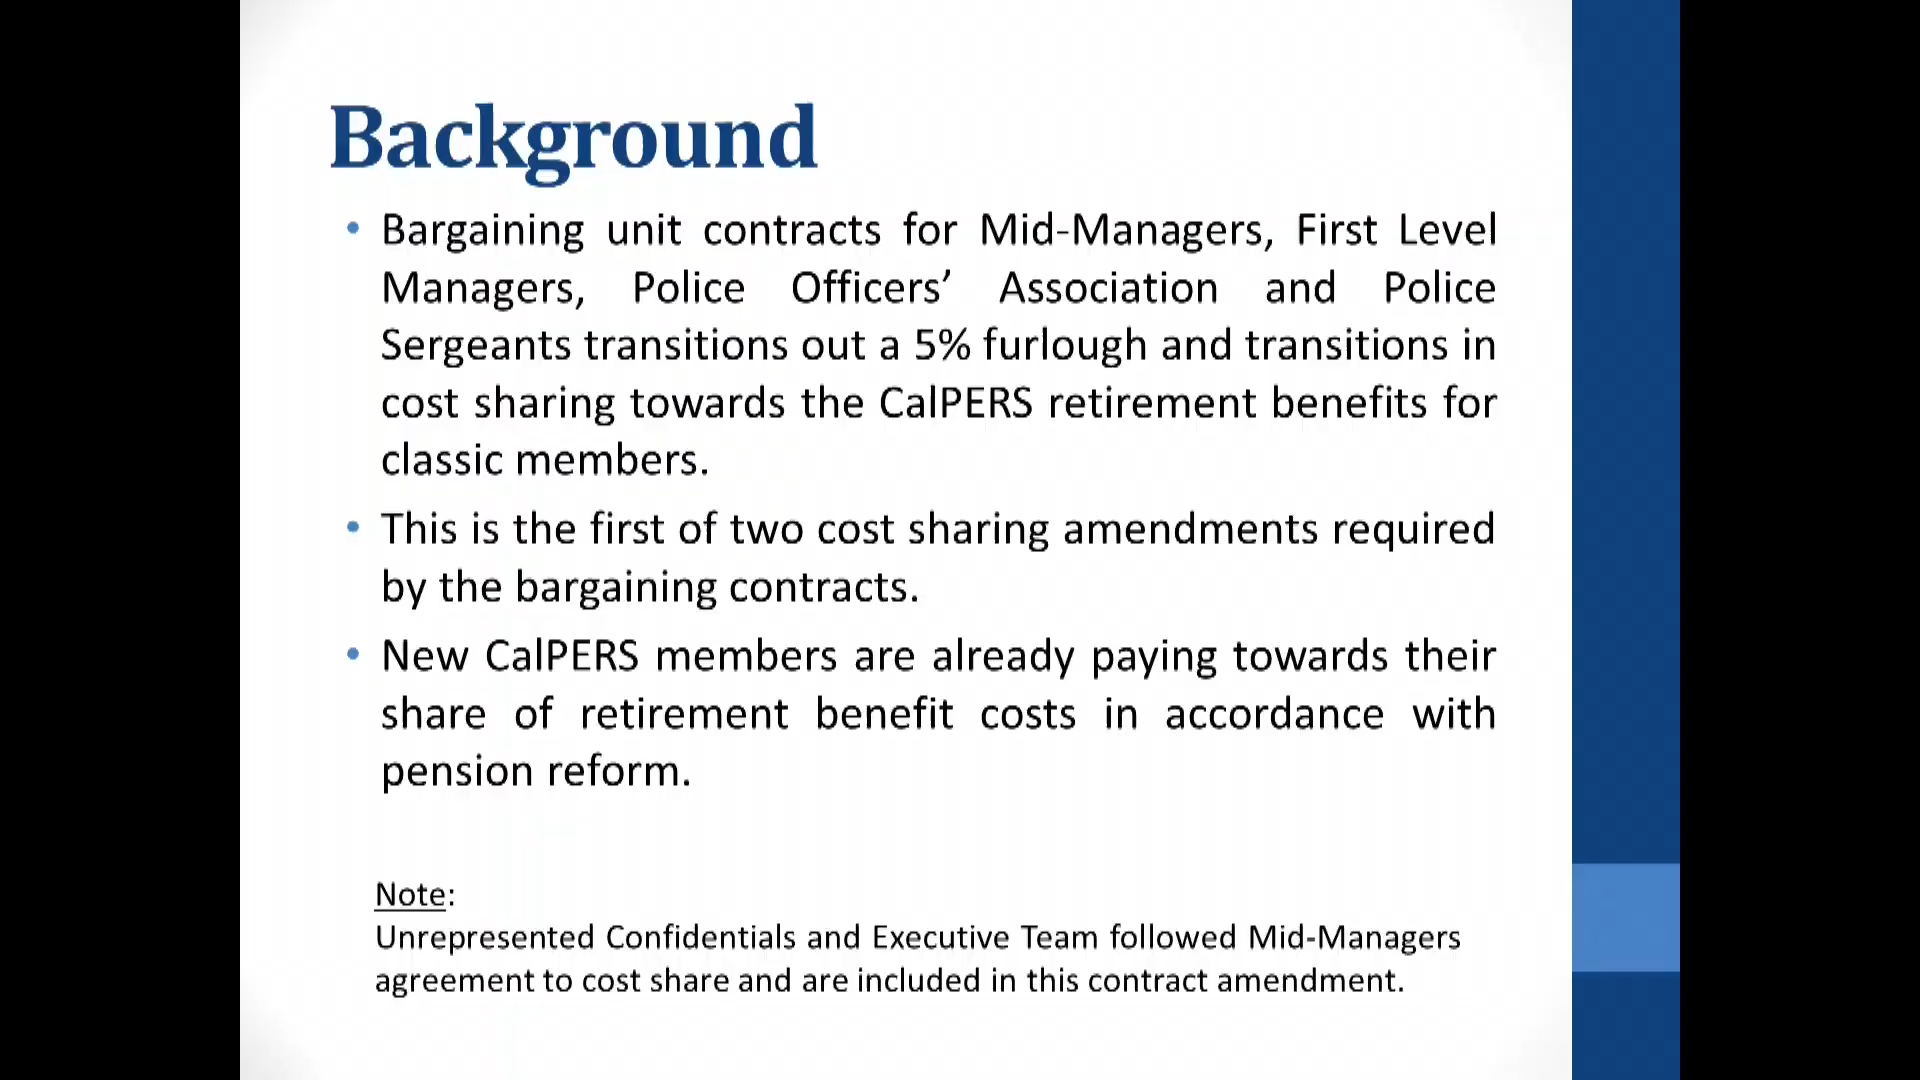 Background
• Bargaining unit contracts for Mid-Managers, First Level
Managers, Police Officers’ Association and Police
Sergeants transitions out a 5% furlough and transitions in
cost sharing towards the CalPERS retirement benefits for
classic members.
• This is the first of two cost sharing amendments required
by the bargaining contracts.
• New CalPERS members are already paying towards their
share of retirement benefit costs in accordance with
pension reform.
Note:
Unrepresented Confidentials and Executive Team followed Mid-Managers
agreement to cost share and are included in this contract amendment.